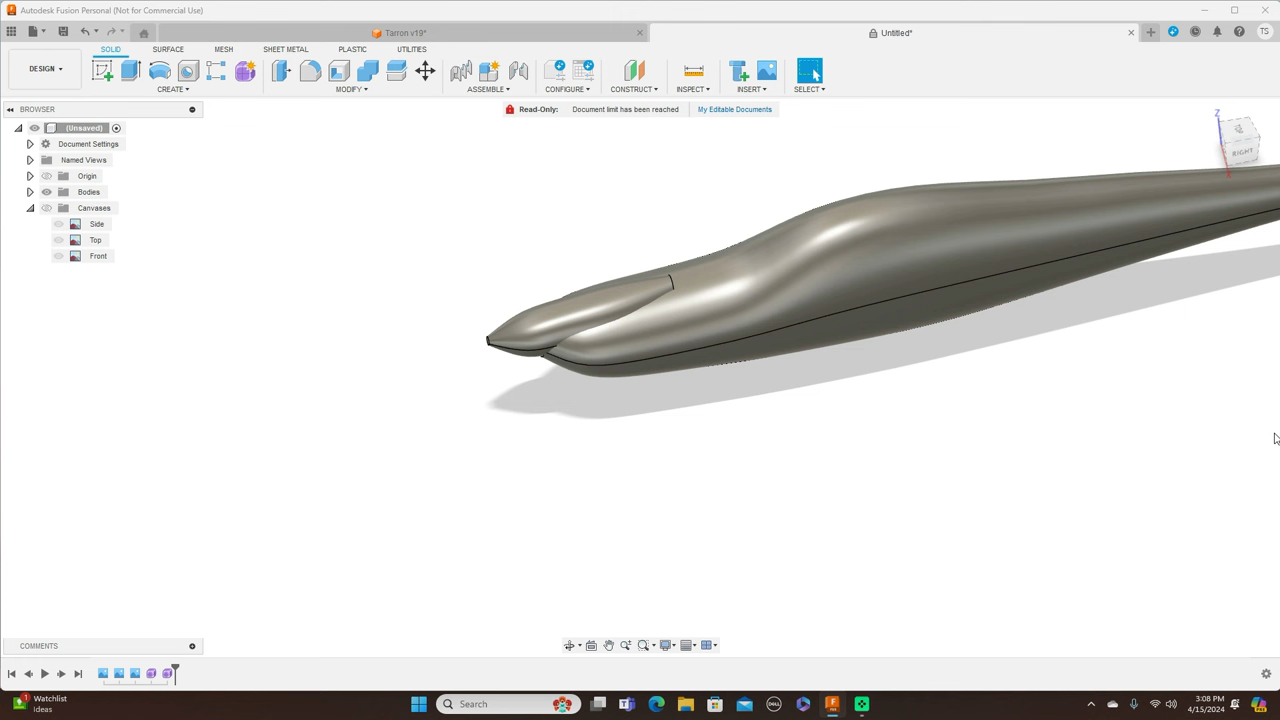 Autodesk Fusion Personal (Not for Commercial Use)
Tarron v19*
Untitled*
TS
DESIGN
SOLID SURFACE MESH SHEET METAL PLASTIC UTILITIES
CREATE MODIFY ASSEMBLE CONFIGURE CONSTRUCT INSPECT INSERT SELECT
BROWSER
Read-Only: Document limit has been reached My Editable Documents
(Unsaved)
Document Settings
Named Views
Origin
Bodies
Canvases
Side
Top
Front
Z
RIGHT
COMMENTS
1
Watchlist
Ideas
Search
DELL
3:08 PM
4/15/2024